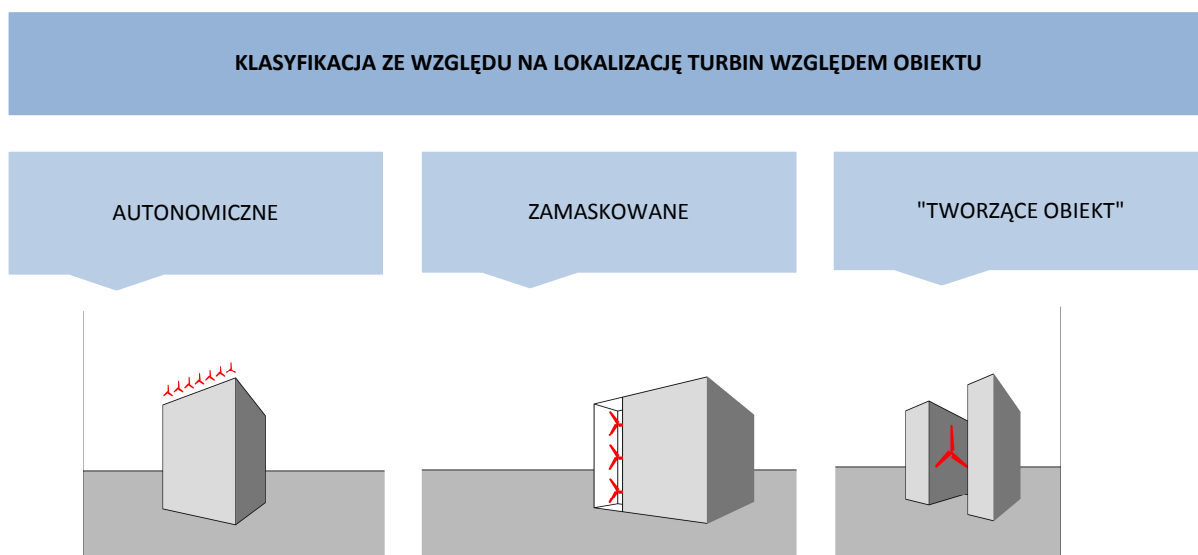 KLASYFIKACJA ZE WZGLĘDU NA LOKALIZACJĘ TURBIN WZGLĘDEM OBIEKTU
AUTONOMICZNE
ZAMASKOWANE
"TWORZĄCE OBIEKT"